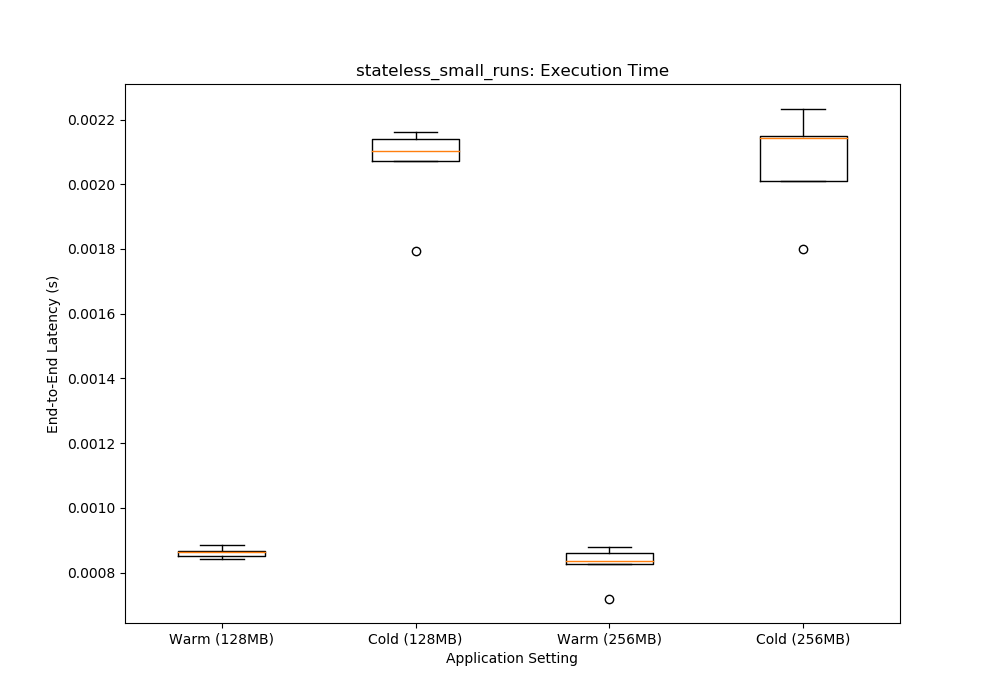 stateless_small_runs: Execution Time
End-to-End Latency (s)
0.0022
0.0020
0.0018
0.0016
0.0014
0.0012
0.0010
0.0008
Warm (128MB)
Cold (128MB)
Warm (256MB)
Cold (256MB)
Application Setting